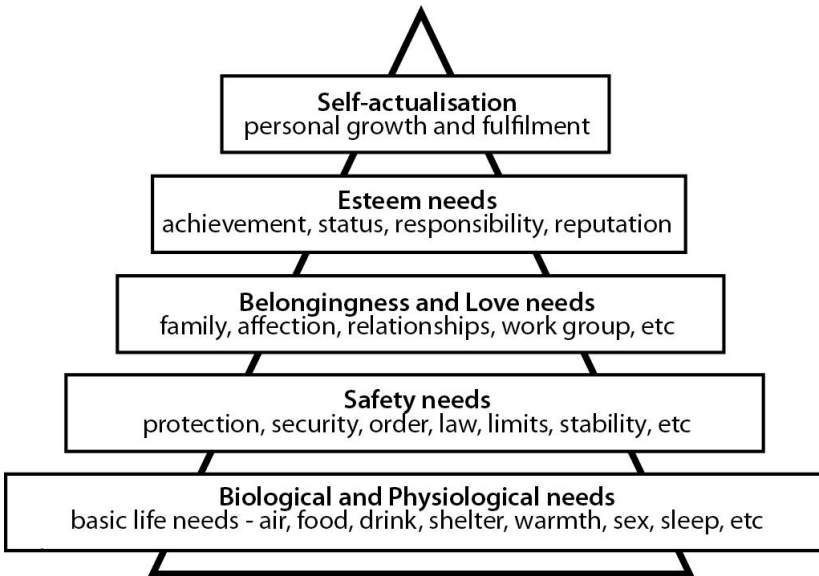 Self-actualisation
personal growth and fulfilment
Esteem needs
achievement, status, responsibility, reputation
Belongingness and Love needs
family, affection, relationships, work group, etc
Safety needs
protection, security, order, law, limits, stability, etc
Biological and Physiological needs
basic life needs - air, food, drink, shelter, warmth, sex, sleep, etc